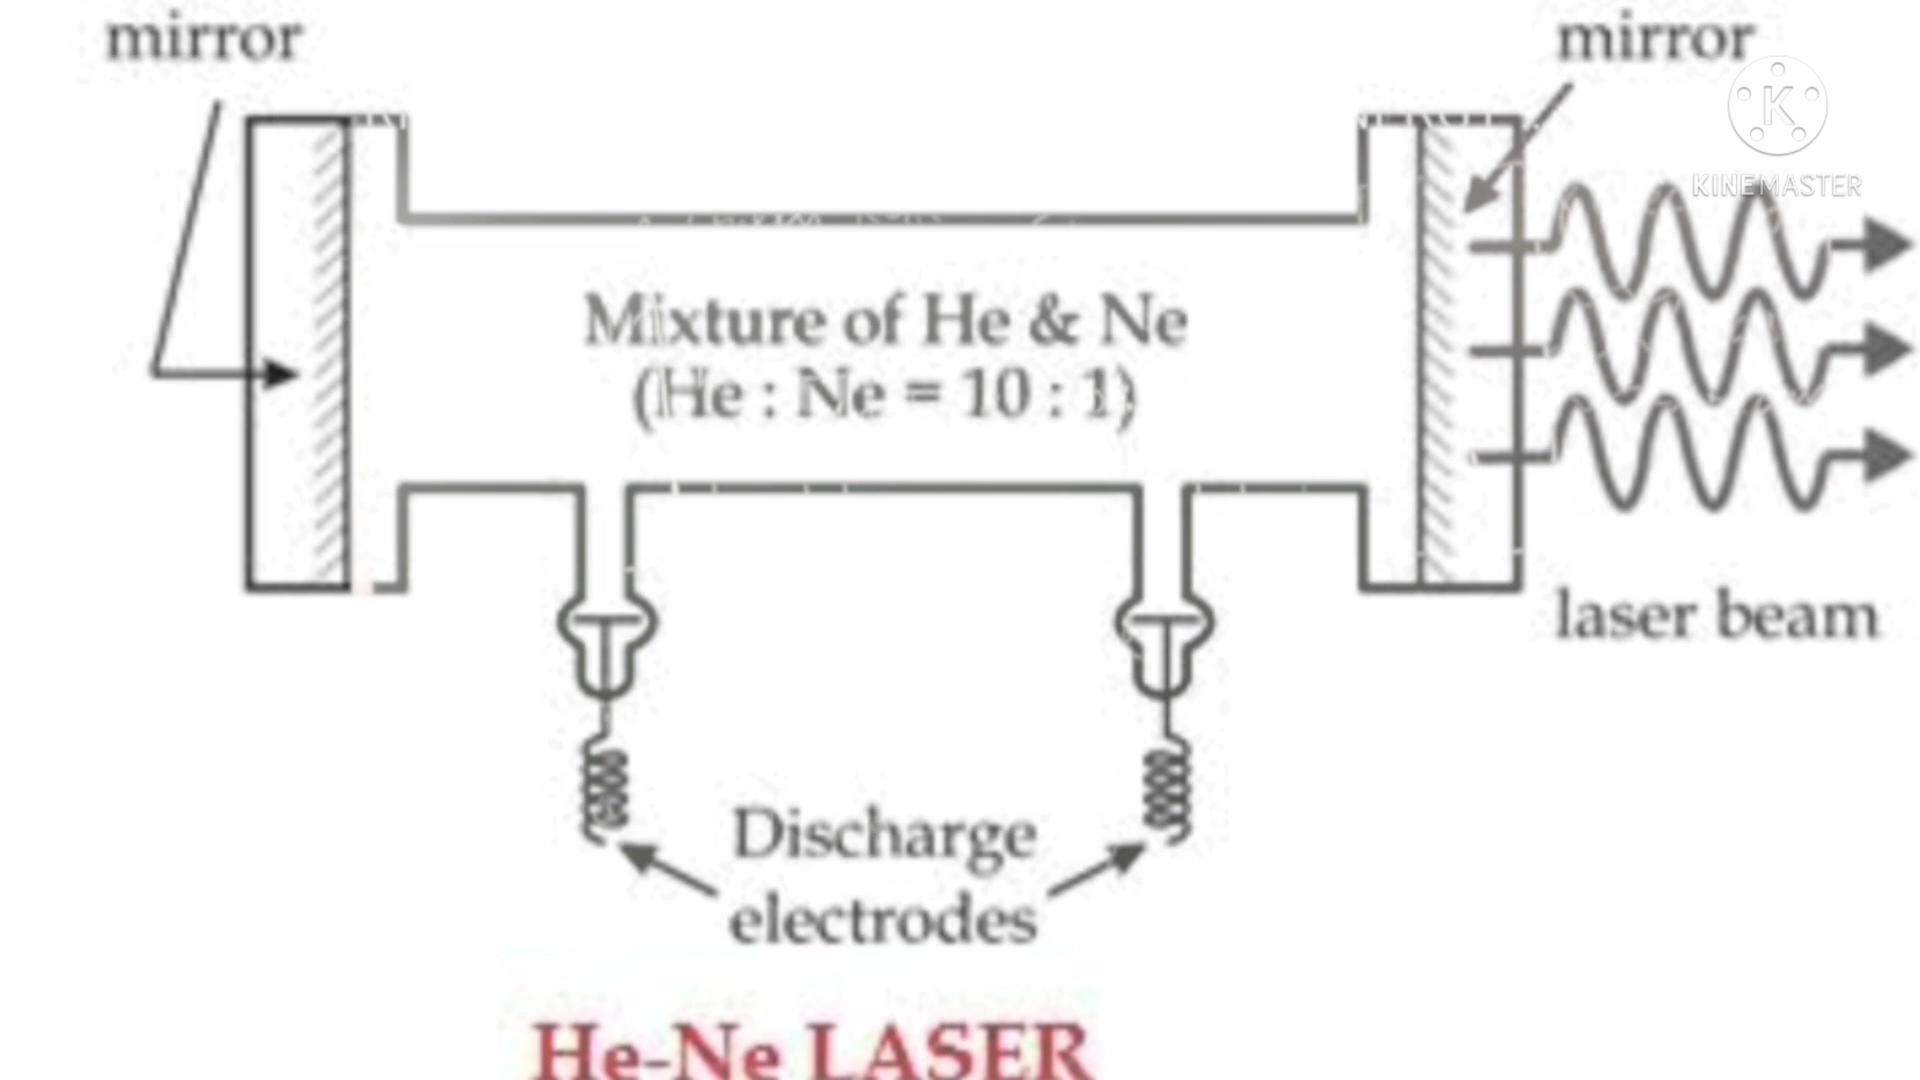 mirror
mirror
K
KINEMASTER
Mixture of He & Ne
(He : Ne = 10 : 1)
laser beam
Discharge
electrodes
He-Ne LASER